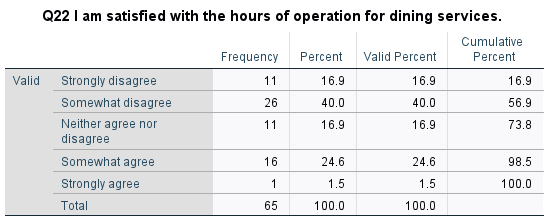 Q22 I am satisfied with the hours of operation for dining services.
Frequency Percent Valid Percent Cumulative Percent
Valid Strongly disagree 11 16.9 16.9 16.9
Somewhat disagree 26 40.0 40.0 56.9
Neither agree nor disagree 11 16.9 16.9 73.8
Somewhat agree 16 24.6 24.6 98.5
Strongly agree 1 1.5 1.5 100.0
Total 65 100.0 100.0